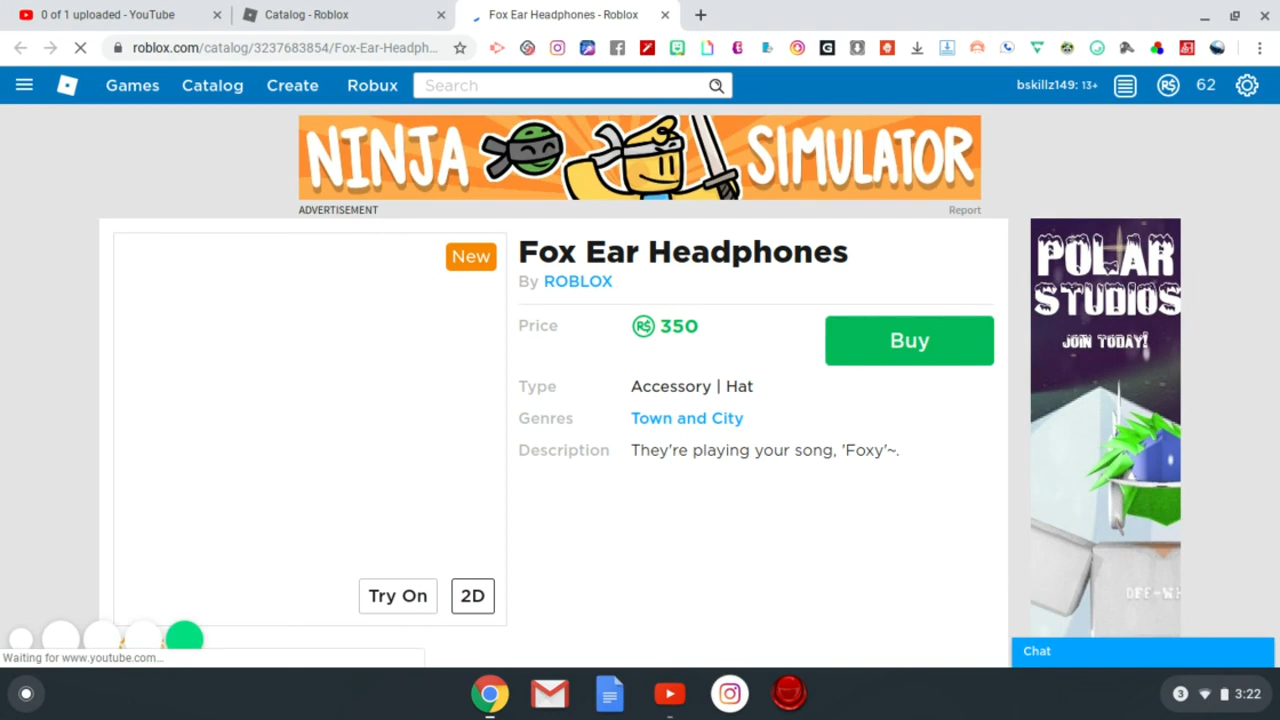 0 of 1 uploaded - YouTube
Catalog - Roblox
Fox Ear Headphones - Roblox
roblox.com/catalog/3237683854/Fox-Ear-Headph...
Games
Catalog
Create
Robux
Search
bskillz149: 13+
R$
62
NINJA SIMULATOR
ADVERTISEMENT
Report
New
Fox Ear Headphones
By ROBLOX
Price
R$ 350
Buy
Type
Accessory | Hat
Genres
Town and City
Description
They're playing your song, 'Foxy'~.
Try On
2D
POLAR
STUDIOS
JOIN TODAY!
OFF-WH
Waiting for www.youtube.com...
Chat
3
3:22